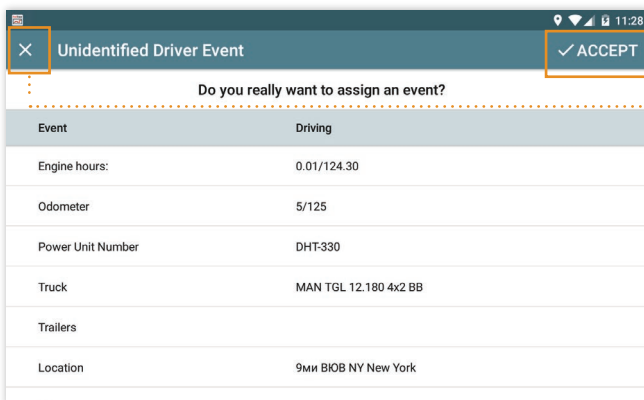 11:28
Unidentified Driver Event
ACCEPT
Do you really want to assign an event?
Event Driving
Engine hours: 0.01/124.30
Odometer 5/125
Power Unit Number DHT-330
Truck MAN TGL 12.180 4x2 BB
Trailers
Location 9ми ВЮВ NY New York